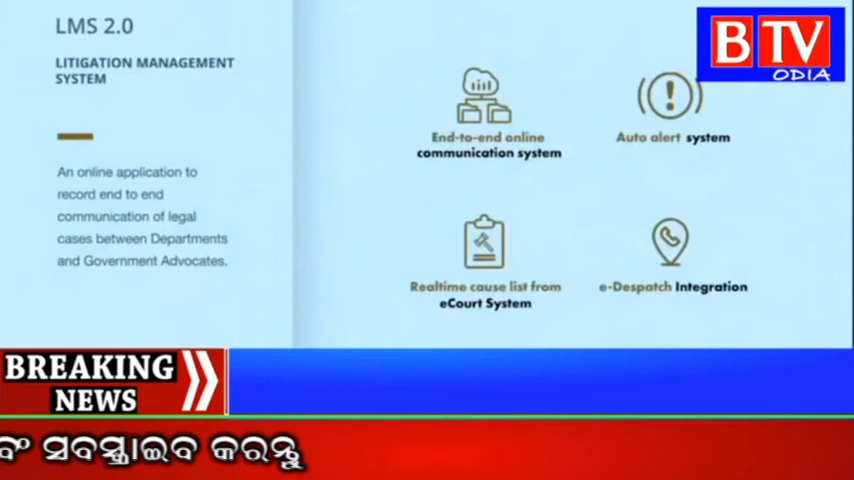 LMS 2.0
LITIGATION MANAGEMENT
SYSTEM
An online application to
record end to end
communication of legal
cases between Departments
and Government Advocates.
End-to-end online
communication system
Auto alert system
Realtime cause list from
eCourt System
e-Despatch Integration
BTV
ODIA
BREAKING
NEWS
ସବସ୍କ୍ରାଇବ କରନ୍ତୁ